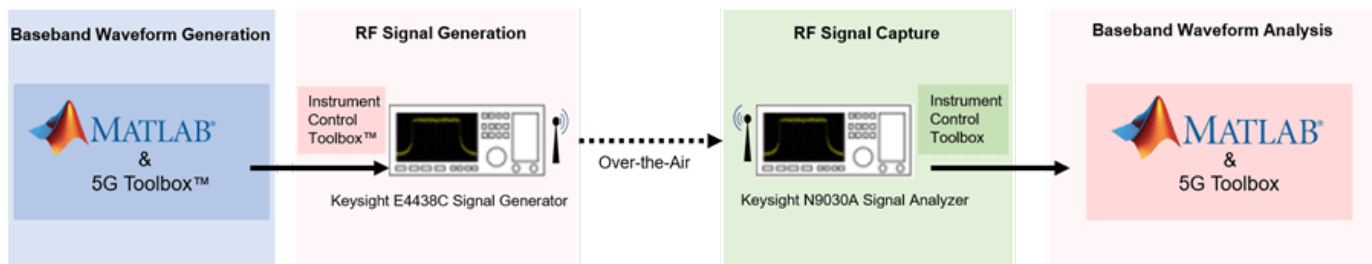 Baseband Waveform Generation
MATLAB®
&
5G Toolbox™
RF Signal Generation
Instrument
Control
Toolbox™
Keysight E4438C Signal Generator
Over-the-Air
RF Signal Capture
Instrument
Control
Toolbox
Keysight N9030A Signal Analyzer
Baseband Waveform Analysis
MATLAB®
&
5G Toolbox